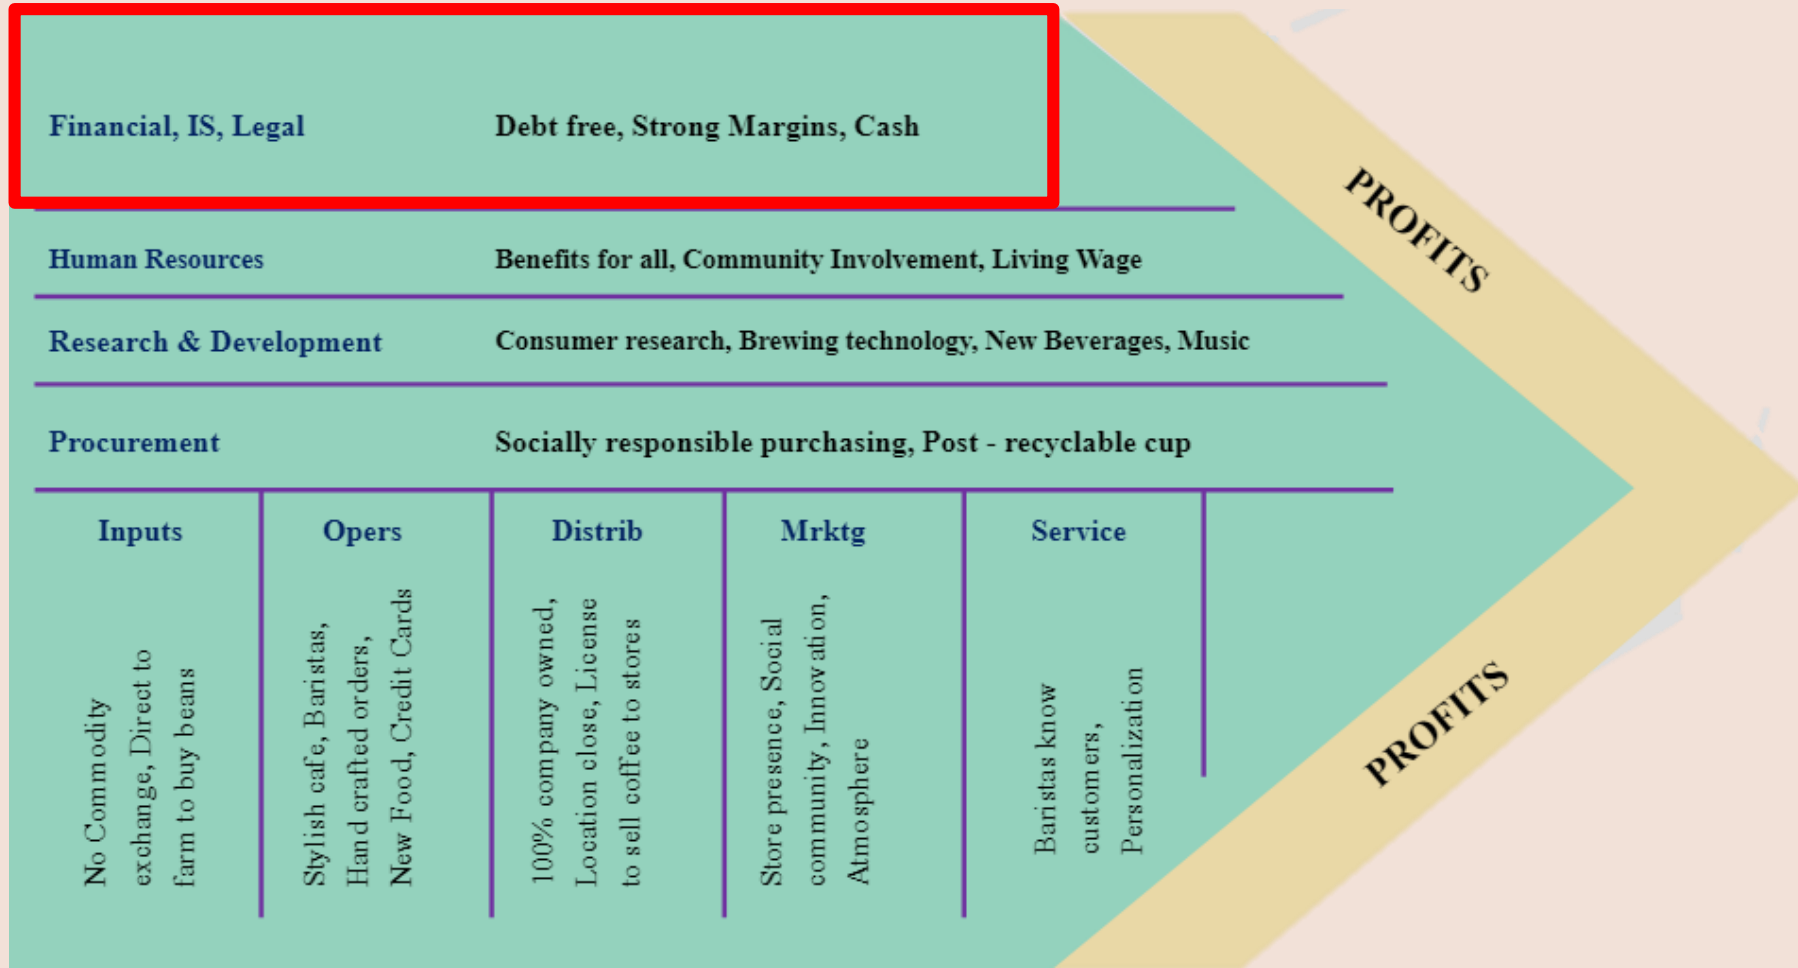 Financial, IS, Legal
Debt free, Strong Margins, Cash
Human Resources
Benefits for all, Community Involvement, Living Wage
Research & Development
Consumer research, Brewing technology, New Beverages, Music
Procurement
Socially responsible purchasing, Post - recyclable cup
Inputs
No Commodity
exchange, Direct to
farm to buy beans
Opers
Stylish cafe, Baristas,
Hand crafted orders,
New Food, Credit Cards
Distrib
100% company owned,
Location close, License
to sell coffee to stores
Mrktg
Store presence, Social
community, Innovation,
Atmosphere
Service
Baristas know
customers,
Personalization
PROFITS
PROFITS